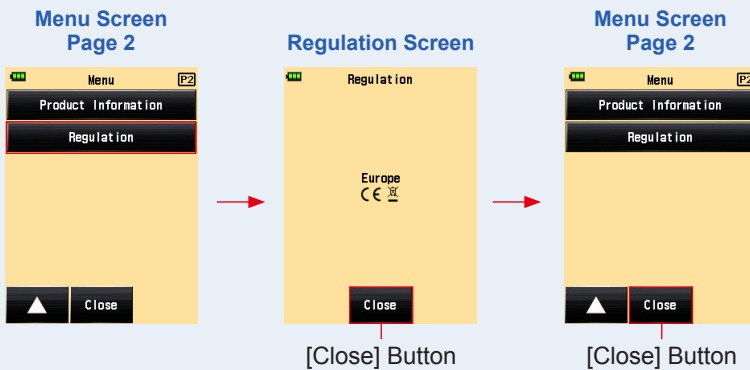 Menu Screen
Page 2
Menu P2
Product Information
Regulation
Close
Regulation Screen
Regulation
Europe
CE
Close
[Close] Button
Menu Screen
Page 2
Menu P2
Product Information
Regulation
Close
[Close] Button